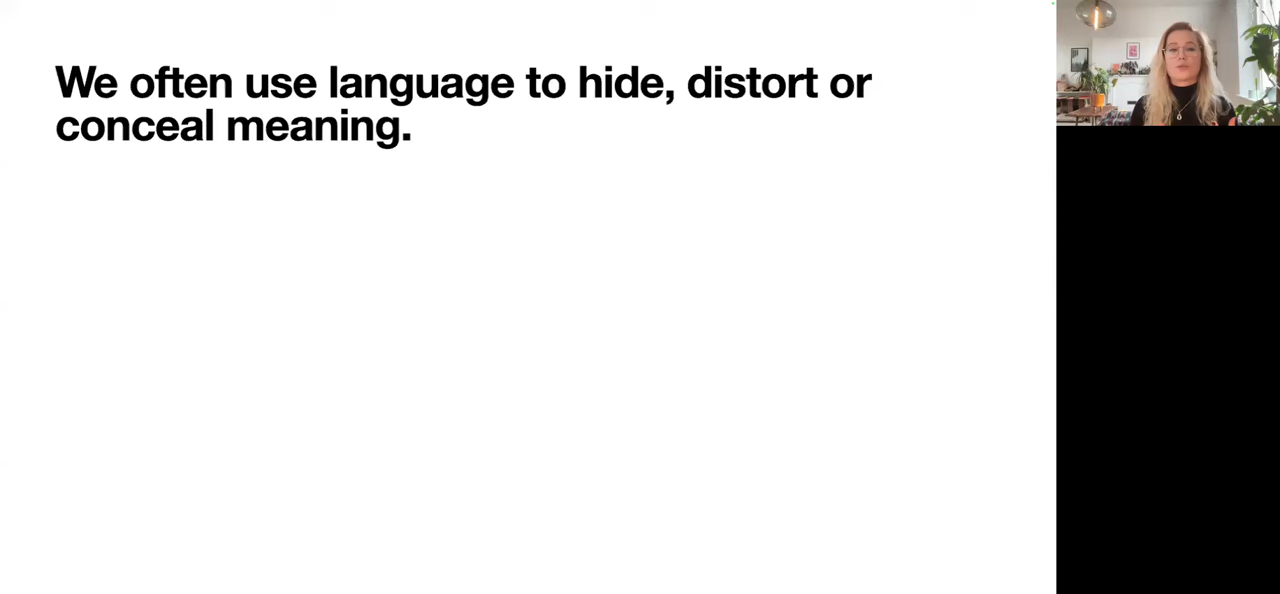 We often use language to hide, distort or
conceal meaning.